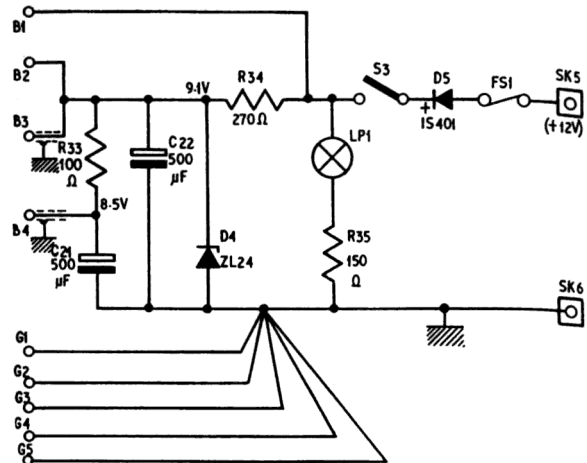 B1
B2
B3
B4
9·1V
R34
270Ω
S3
D5
+
1S401
FS1
SK5
(+12V)
R33
100
Ω
C22
500
µF
LP1
8·5V
C21
500
µF
D4
ZL24
R35
150
Ω
SK6
G1
G2
G3
G4
G5